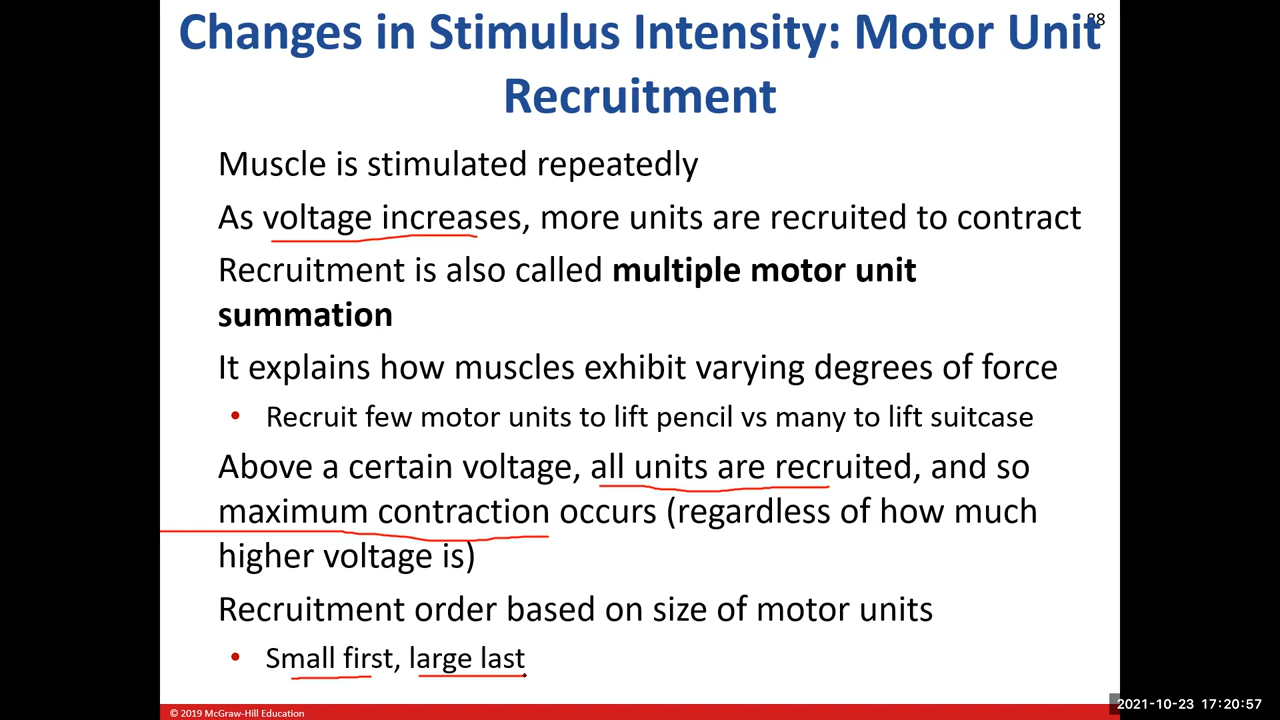 88
Changes in Stimulus Intensity: Motor Unit
Recruitment
Muscle is stimulated repeatedly
As voltage increases, more units are recruited to contract
Recruitment is also called multiple motor unit
summation
It explains how muscles exhibit varying degrees of force
• Recruit few motor units to lift pencil vs many to lift suitcase
Above a certain voltage, all units are recruited, and so
maximum contraction occurs (regardless of how much
higher voltage is)
Recruitment order based on size of motor units
• Small first, large last
© 2019 McGraw-Hill Education
2021-10-23 17:20:57